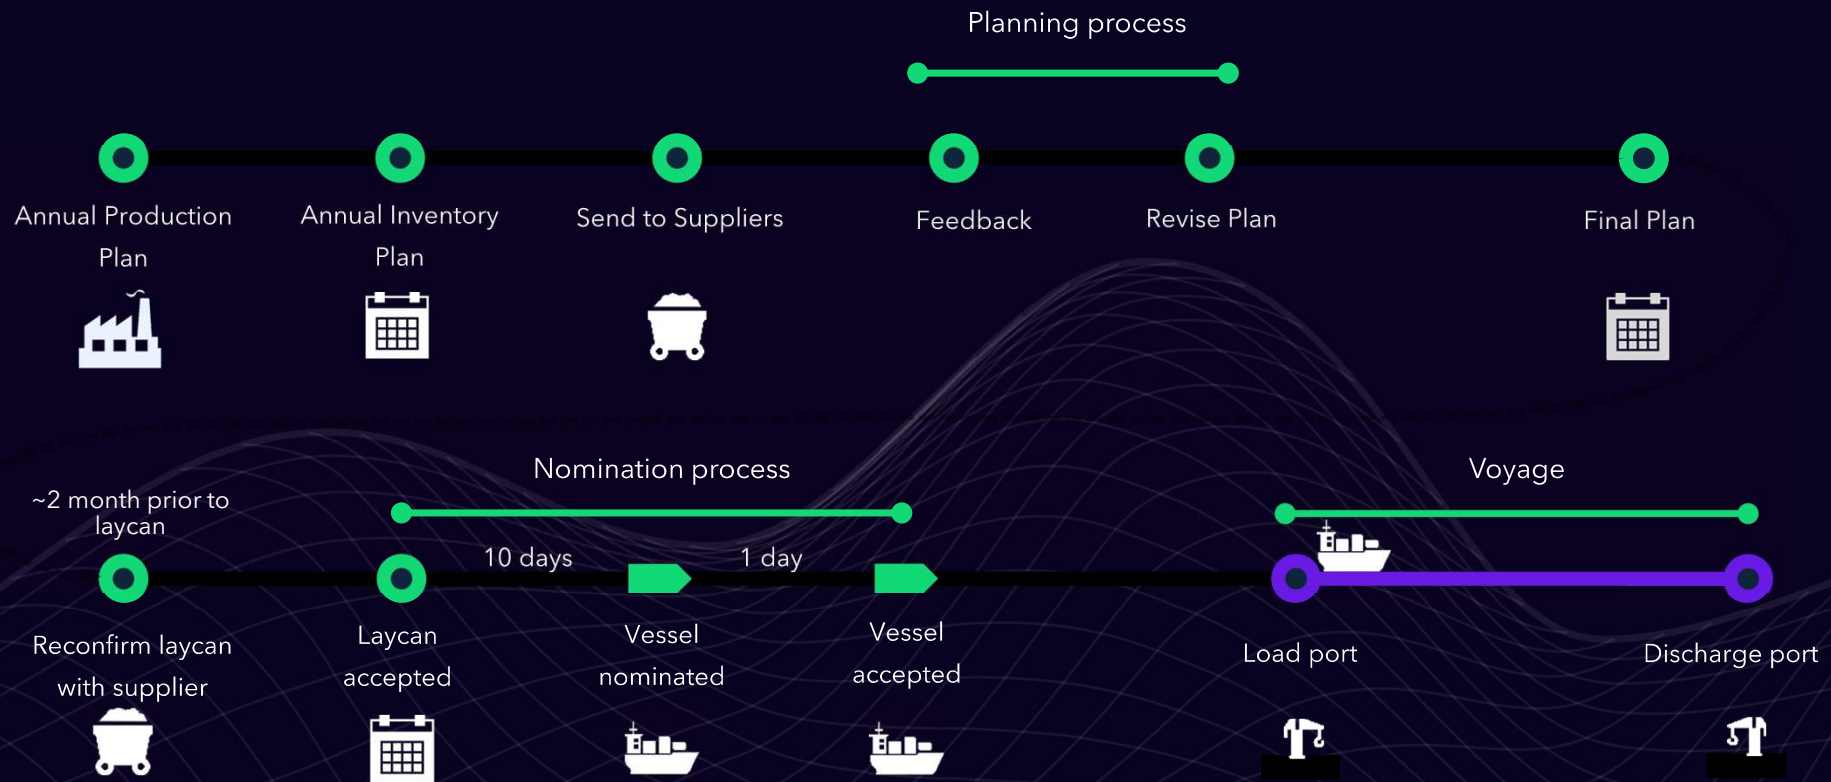 Planning process
Annual Production
Plan
Annual Inventory
Plan
Send to Suppliers
Feedback
Revise Plan
Final Plan
Nomination process
Voyage
~2 month prior to
laycan
10 days
1 day
Reconfirm laycan
with supplier
Laycan
accepted
Vessel
nominated
Vessel
accepted
Load port
Discharge port